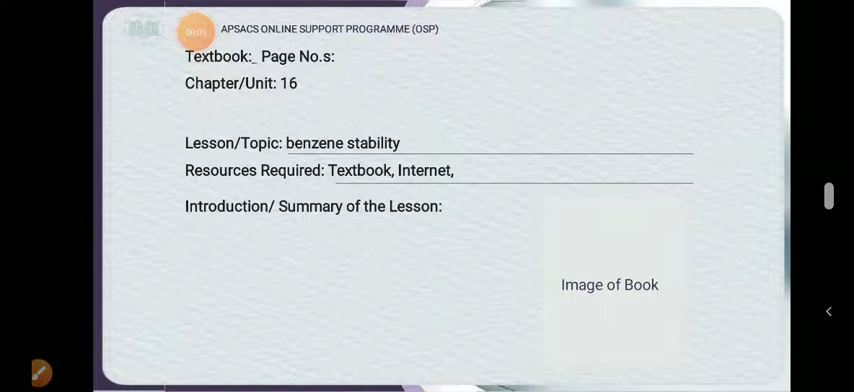 00:09
APSACS ONLINE SUPPORT PROGRAMME (OSP)
Textbook:_ Page No.s:
Chapter/Unit: 16
Lesson/Topic: benzene stability
Resources Required: Textbook, Internet,
Introduction/ Summary of the Lesson:
Image of Book